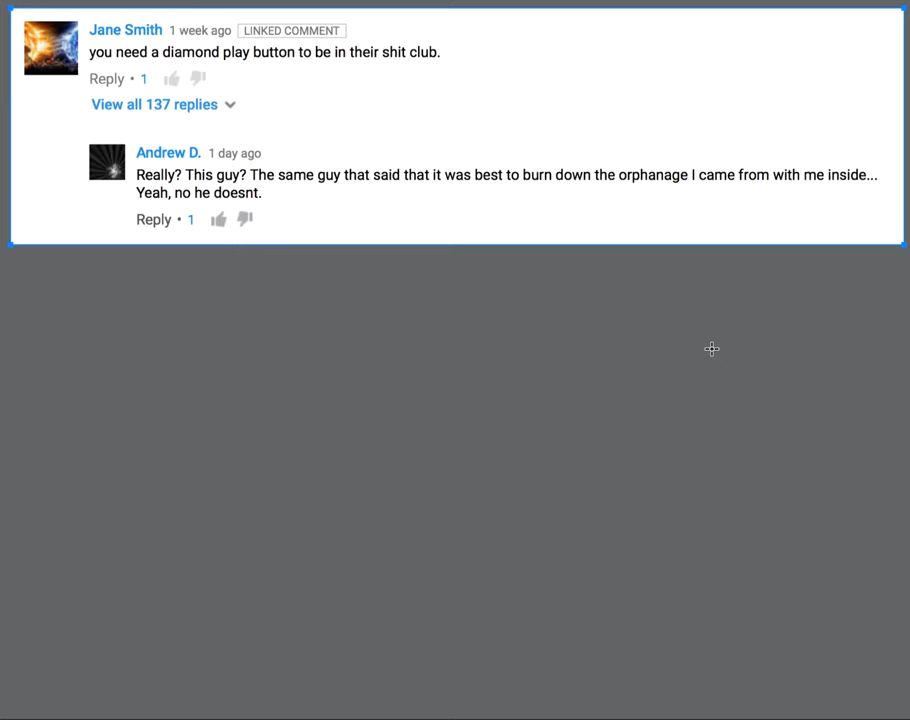 Jane Smith 1 week ago LINKED COMMENT
you need a diamond play button to be in their shit club.
Reply • 1
View all 137 replies
Andrew D. 1 day ago
Really? This guy? The same guy that said that it was best to burn down the orphanage I came from with me inside...
Yeah, no he doesnt.
Reply • 1